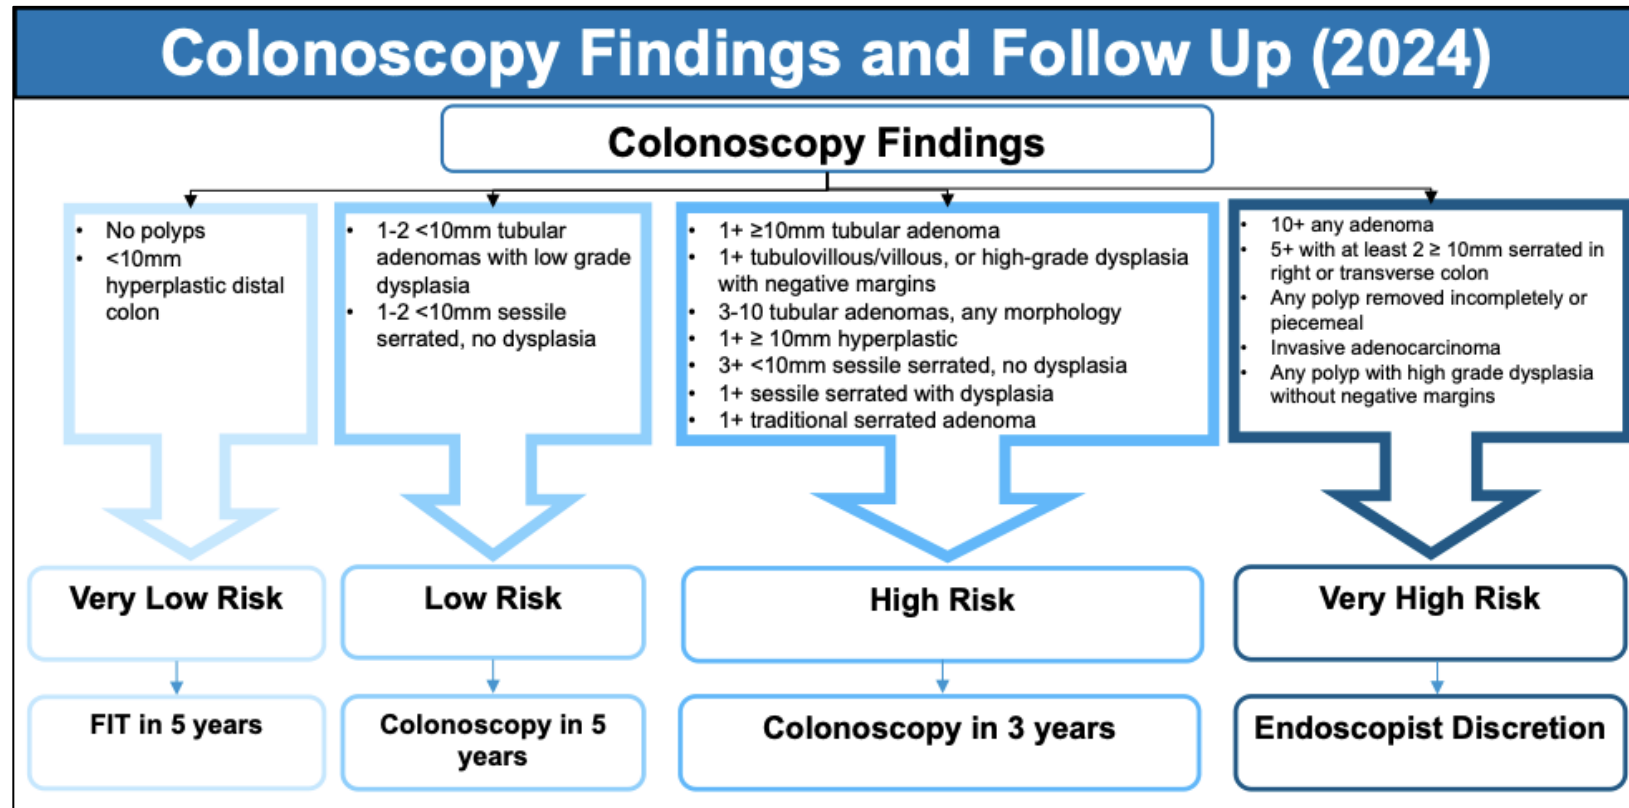 Colonoscopy Findings and Follow Up (2024)
Colonoscopy Findings
• No polyps
• <10mm
hyperplastic distal
colon
• 1-2 <10mm tubular
adenomas with low grade
dysplasia
• 1-2 <10mm sessile
serrated, no dysplasia
• 1+ ≥10mm tubular adenoma
• 1+ tubulovillous/villous, or high-grade dysplasia
with negative margins
• 3-10 tubular adenomas, any morphology
• 1+ ≥ 10mm hyperplastic
• 3+ <10mm sessile serrated, no dysplasia
• 1+ sessile serrated with dysplasia
• 1+ traditional serrated adenoma
• 10+ any adenoma
• 5+ with at least 2 ≥ 10mm serrated in
right or transverse colon
• Any polyp removed incompletely or
piecemeal
• Invasive adenocarcinoma
• Any polyp with high grade dysplasia
without negative margins
Very Low Risk
Low Risk
High Risk
Very High Risk
FIT in 5 years
Colonoscopy in 5
years
Colonoscopy in 3 years
Endoscopist Discretion